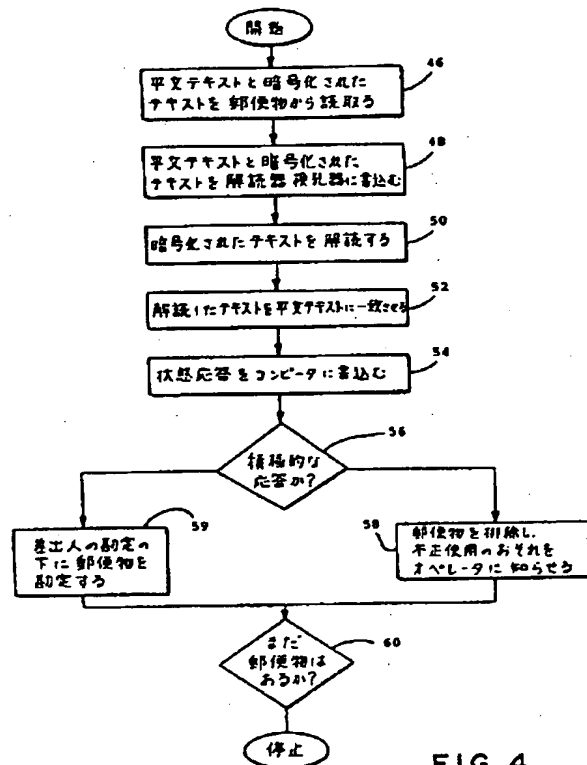 開始
平文テキストと暗号化された
テキストを郵便物から読取る
46
平文テキストと暗号化された
テキストを解読器検孔器に書込む
48
暗号化されたテキストを解読する
50
解読したテキストを平文テキストに一致させる
52
状態応答をコンピータに書込む
54
積極的な
応答か?
56
差出人の勘定の
下に郵便物を
勘定する
59
郵便物を排除し、
不正使用のおそれを
オペレータに知らせる
58
まだ
郵便物は
あるか?
60
停止
FIG. 4